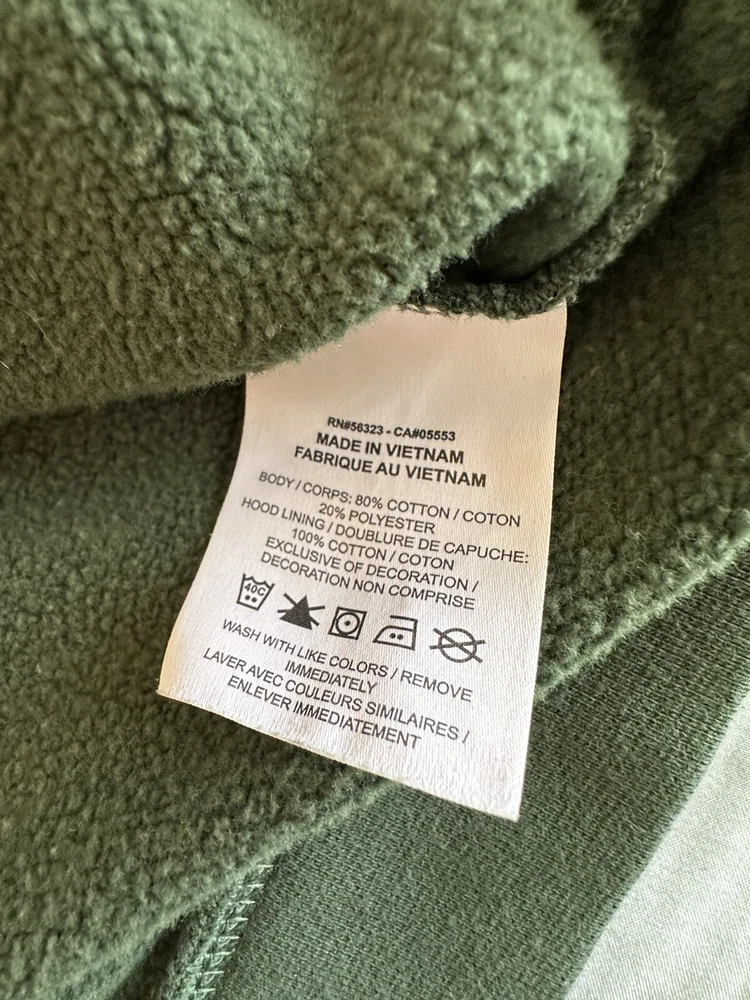 RN#56323 - CA#05553
MADE IN VIETNAM
FABRIQUE AU VIETNAM
BODY / CORPS: 80% COTTON / COTON
20% POLYESTER
HOOD LINING / DOUBLURE DE CAPUCHE:
100% COTTON / COTON
EXCLUSIVE OF DECORATION /
DECORATION NON COMPRISE
40C
WASH WITH LIKE COLORS / REMOVE
IMMEDIATELY
LAVER AVEC COULEURS SIMILAIRES /
ENLEVER IMMEDIATEMENT